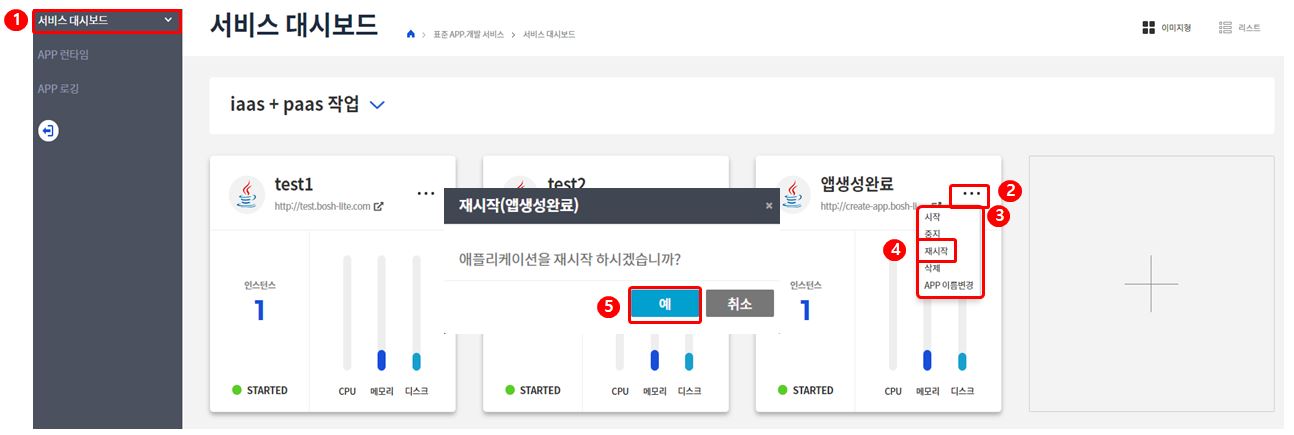 1
서비스 대시보드
APP 런타임
APP 로깅
서비스 대시보드
표준 APP.개발 서비스 > 서비스 대시보드
이미지형
리스트
iaas + paas 작업
test1
http://test.bosh-lite.com
인스턴스
1
STARTED
CPU 메모리 디스크
test2
STARTED
CPU 메모리 디스크
앱생성완료
http://create-app.bosh-li
2
3
시작
중지
4
재시작
삭제
APP 이름변경
인스턴스
1
STARTED
CPU 메모리 디스크
재시작(앱생성완료)
×
애플리케이션을 재시작 하시겠습니까?
5
예
취소